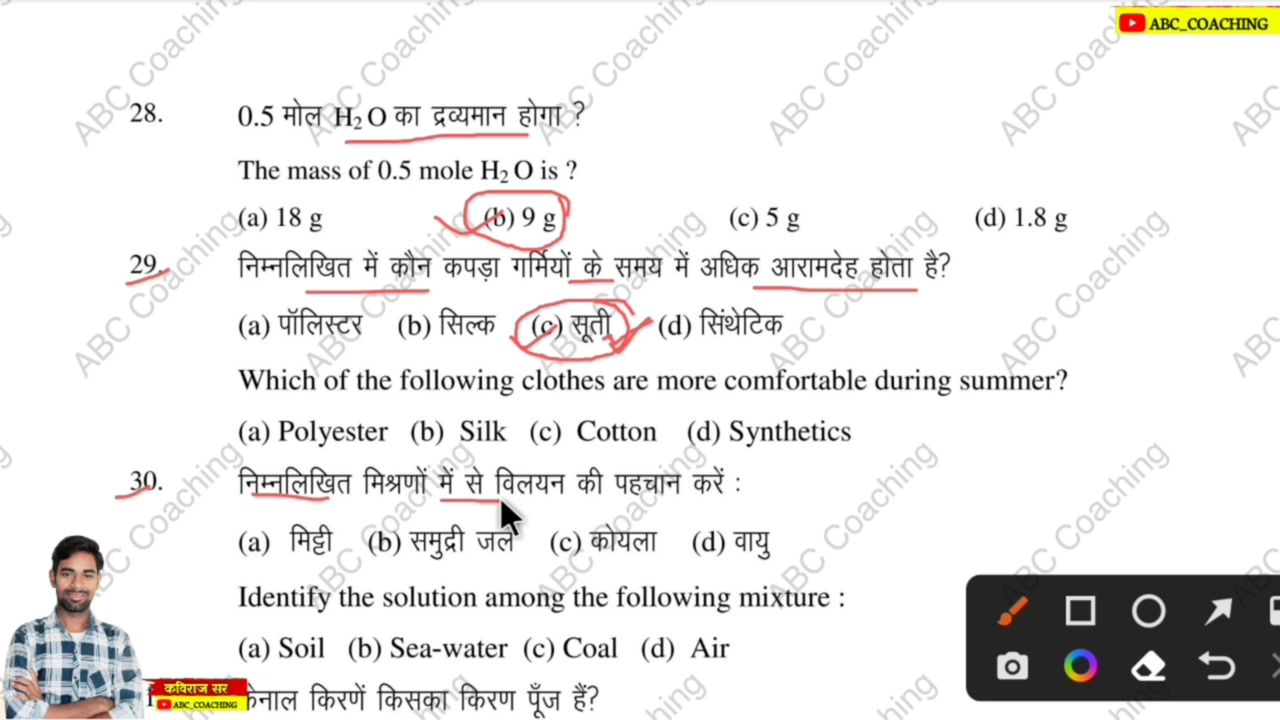 ABC_COACHING
28. 0.5 मोल H₂O का द्रव्यमान होगा ?
The mass of 0.5 mole H₂O is ?
(a) 18 g (b) 9 g (c) 5 g (d) 1.8 g
29. निम्नलिखित में कौन कपड़ा गर्मियों के समय में अधिक आरामदेह होता है?
(a) पॉलिस्टर (b) सिल्क (c) सूती (d) सिंथेटिक
Which of the following clothes are more comfortable during summer?
(a) Polyester (b) Silk (c) Cotton (d) Synthetics
30. निम्नलिखित मिश्रणों में से विलयन की पहचान करें :
(a) मिट्टी (b) समुद्री जल (c) कोयला (d) वायु
Identify the solution among the following mixture :
(a) Soil (b) Sea-water (c) Coal (d) Air
कविराज सर
ABC_COACHING
केनाल किरणें किसका किरण पूँज हैं?
ABC Coaching